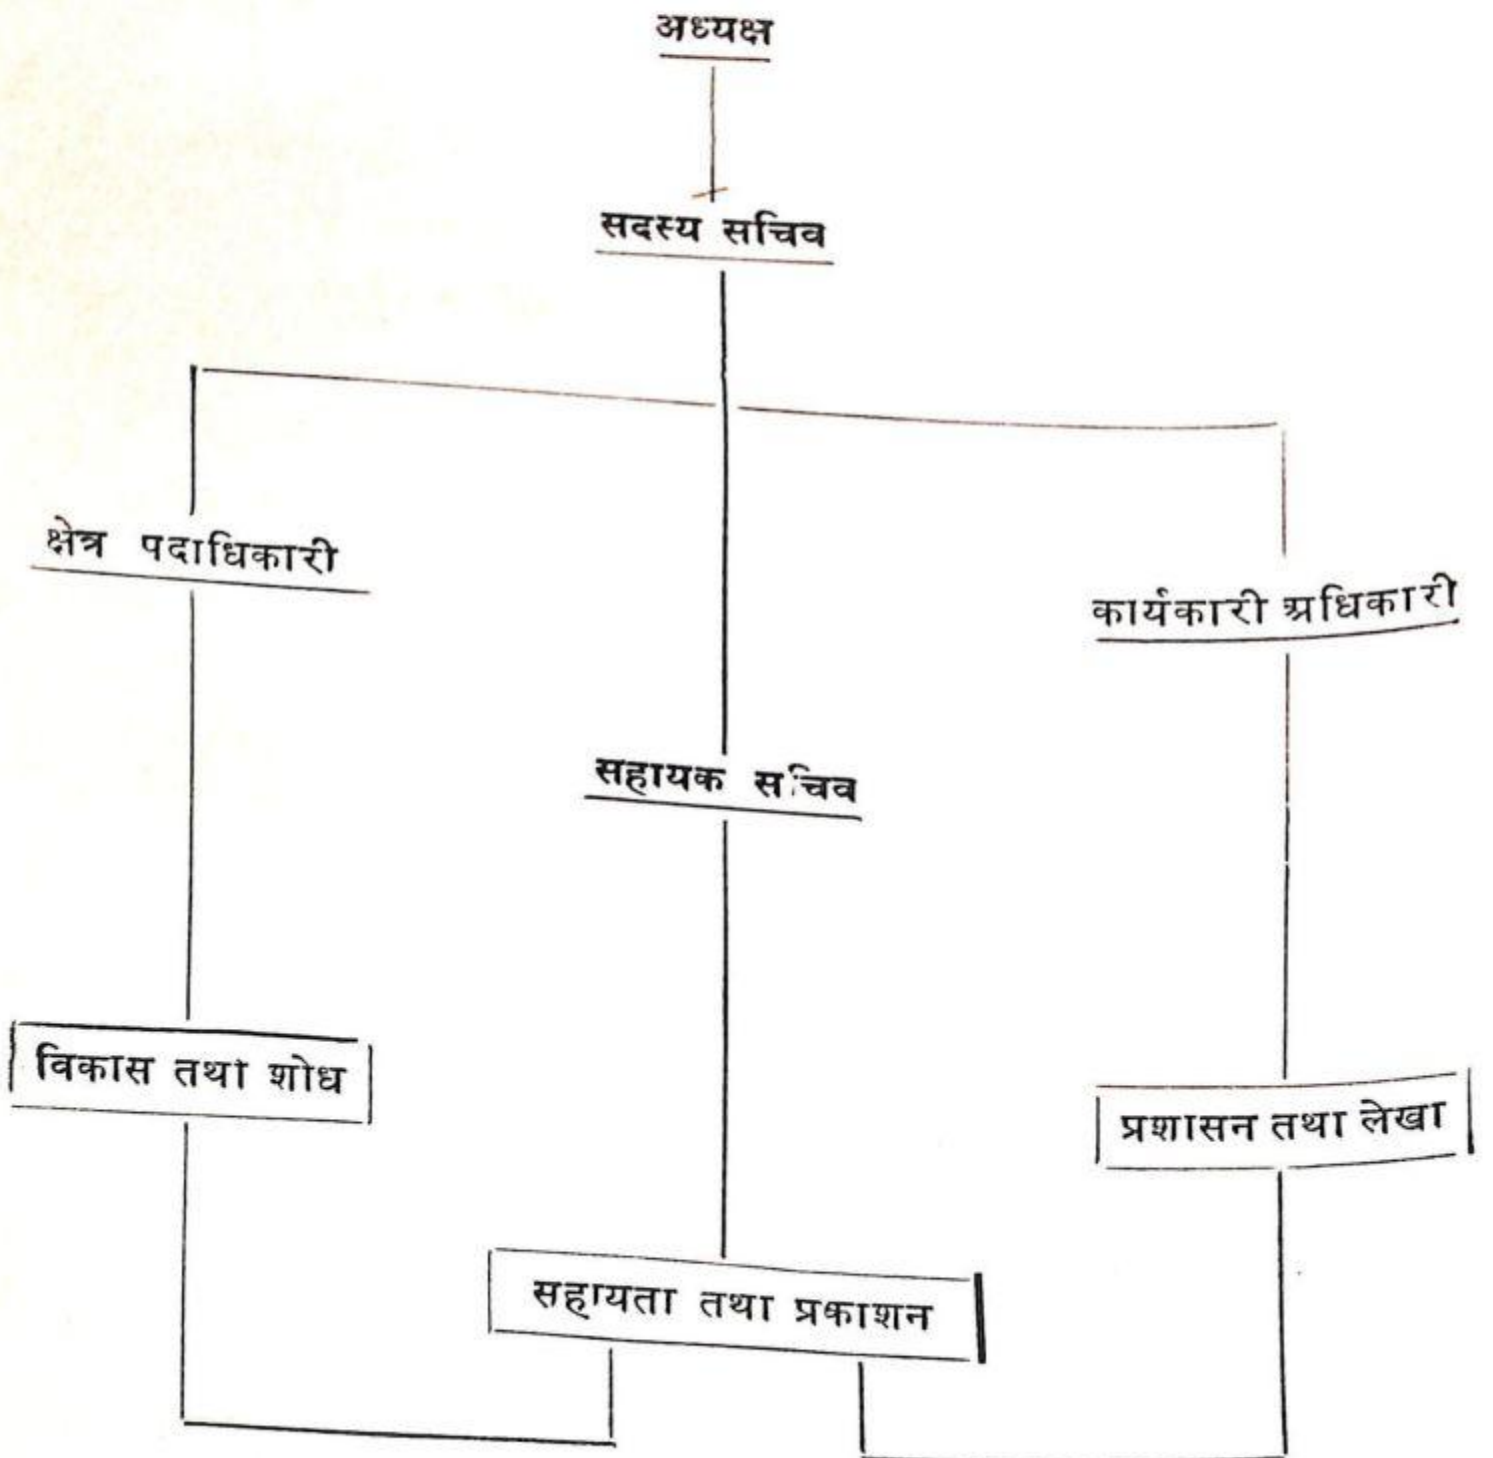 अध्यक्ष
सदस्य सचिव
क्षेत्र पदाधिकारी
कार्यकारी अधिकारी
सहायक सचिव
विकास तथा शोध
प्रशासन तथा लेखा
सहायता तथा प्रकाशन